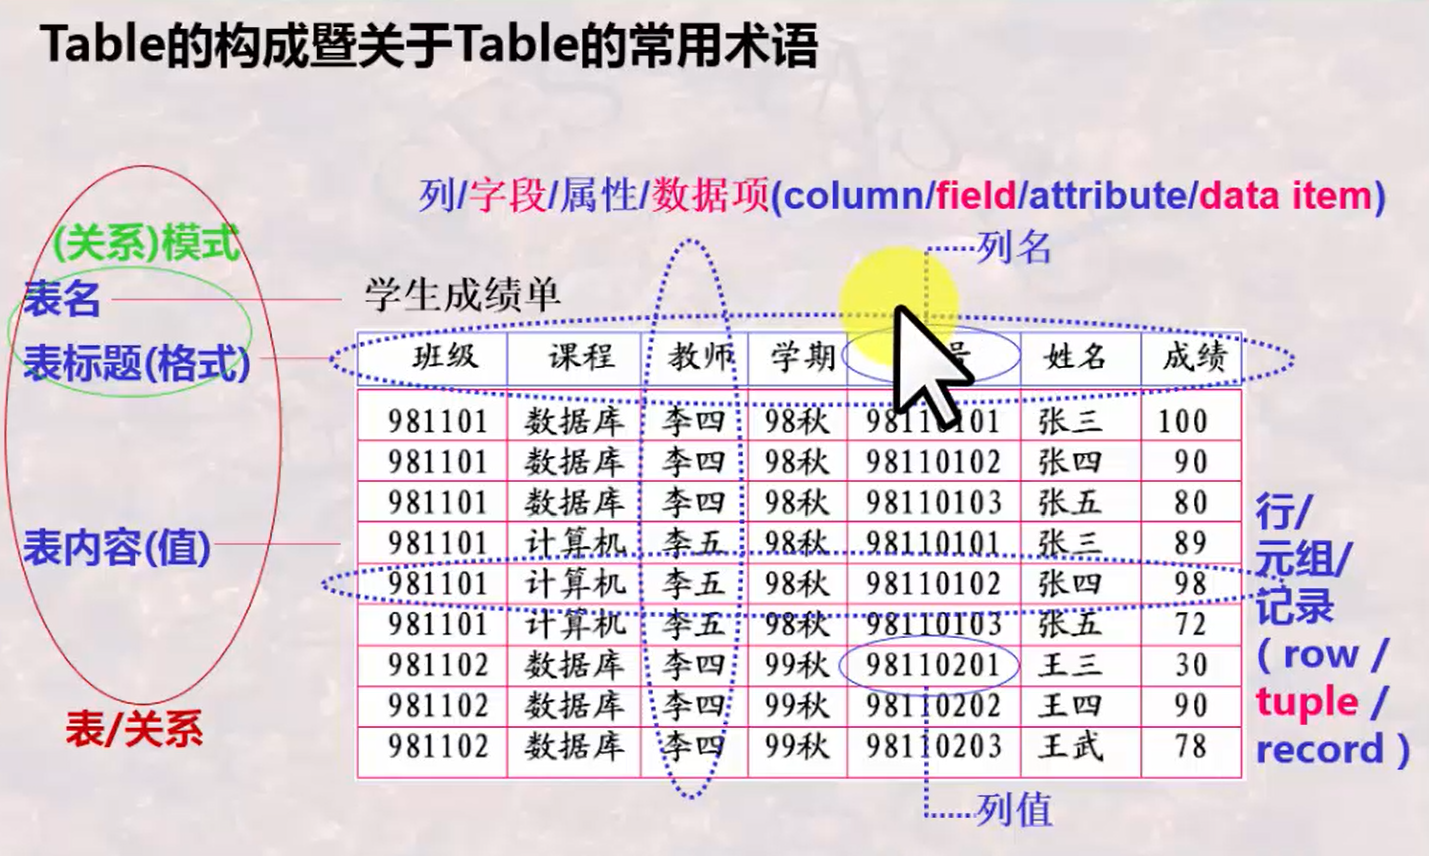 Table的构成暨关于Table的常用术语
列/字段/属性/数据项(column/field/attribute/data item)
(关系)模式
列名
表名
学生成绩单
表标题(格式)
班级 课程 教师 学期 号 姓名 成绩
981101 数据库 李四 98秋 98110101 张三 100
981101 数据库 李四 98秋 98110102 张四 90
981101 数据库 李四 98秋 98110103 张五 80
981101 计算机 李五 98秋 98110101 张三 89
981101 计算机 李五 98秋 98110102 张四 98
981101 计算机 李五 98秋 98110103 张五 72
981102 数据库 李四 99秋 98110201 王三 30
981102 数据库 李四 99秋 98110202 王四 90
981102 数据库 李四 99秋 98110203 王武 78
表内容(值)
行/
元组/
记录
( row /
tuple /
record )
表/关系
列值